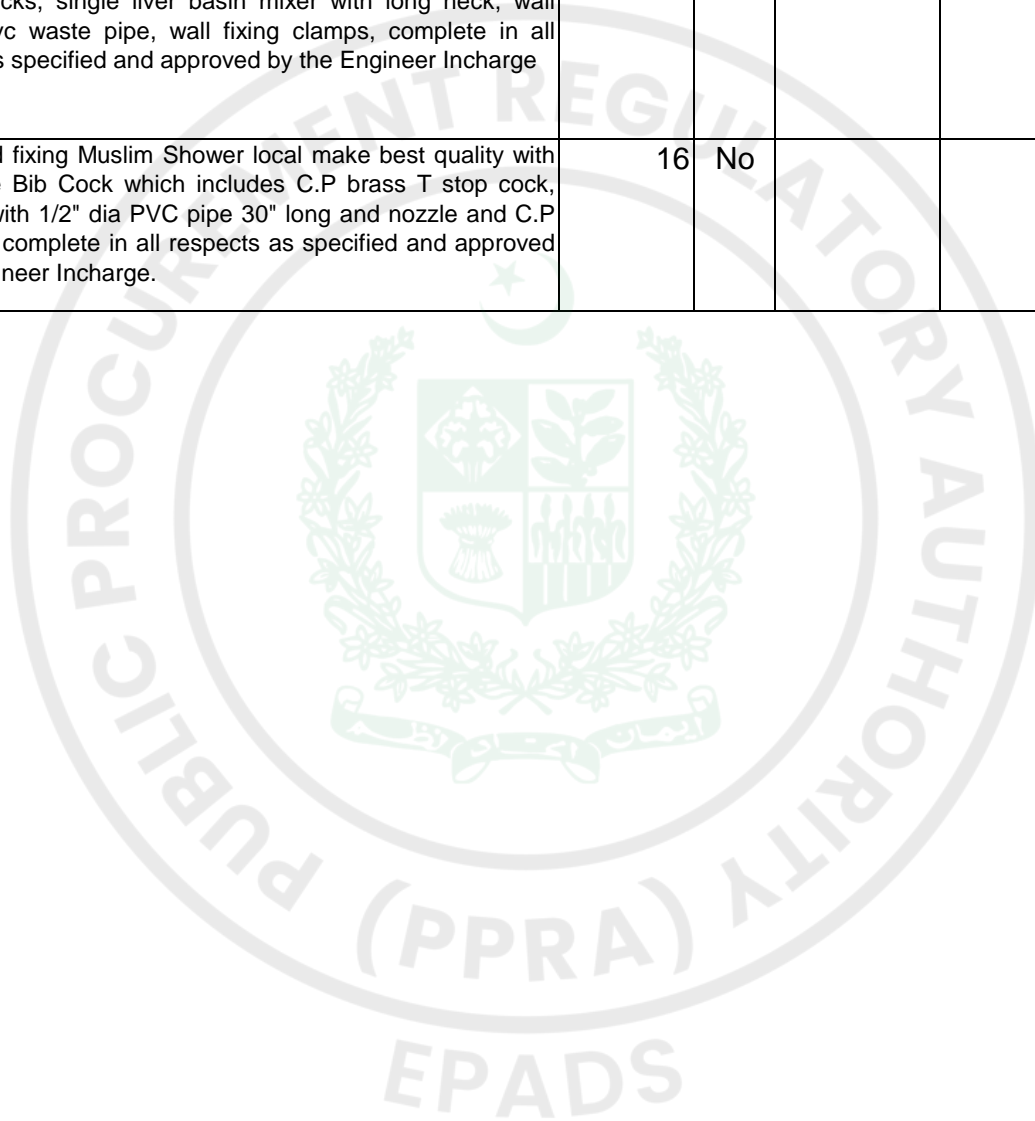 cks, single liver basin mixer with long neck, wall
vc waste pipe, wall fixing clamps, complete in all
s specified and approved by the Engineer Incharge
d fixing Muslim Shower local make best quality with
e Bib Cock which includes C.P brass T stop cock,
with 1/2" dia PVC pipe 30" long and nozzle and C.P
complete in all respects as specified and approved
neer Incharge.
16 No
PUBLIC PROCUREMENT REGULATORY AUTHORITY
(PPRA)
EPADS